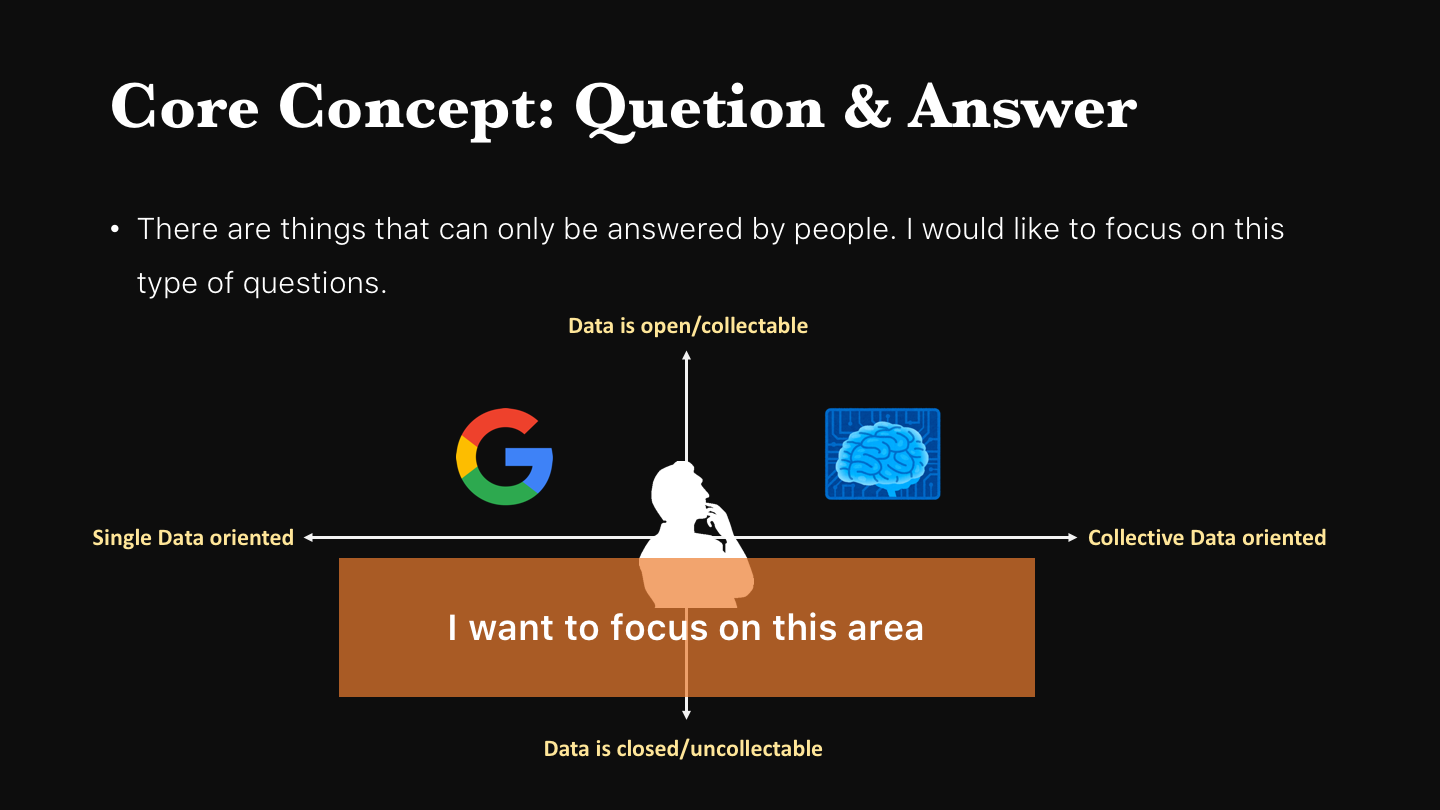 Core Concept: Quetion & Answer
• There are things that can only be answered by people. I would like to focus on this
type of questions.
Data is open/collectable
Single Data oriented
Collective Data oriented
I want to focus on this area
Data is closed/uncollectable